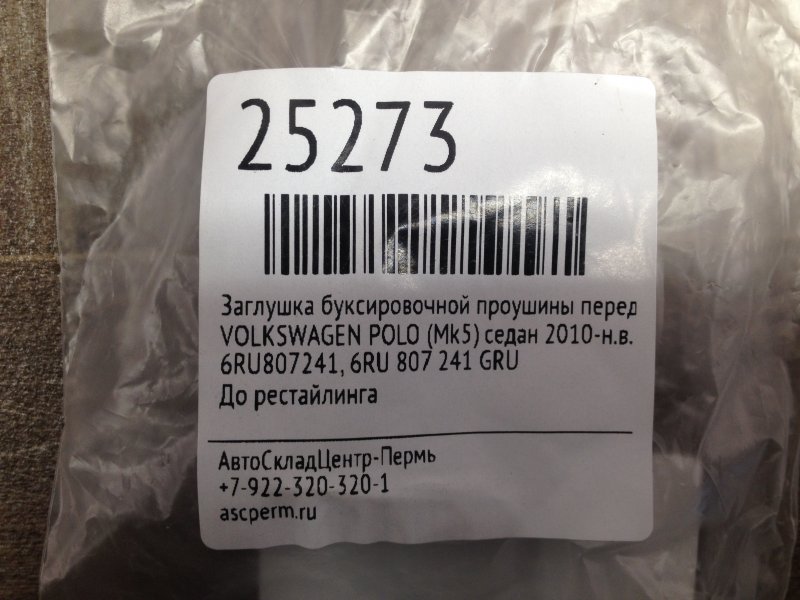 25273
Заглушка буксировочной проушины перед
VOLKSWAGEN POLO (Mk5) седан 2010-н.в.
6RU807241, 6RU 807 241 GRU
До рестайлинга
АвтоСкладЦентр-Пермь
+7-922-320-320-1
ascperm.ru